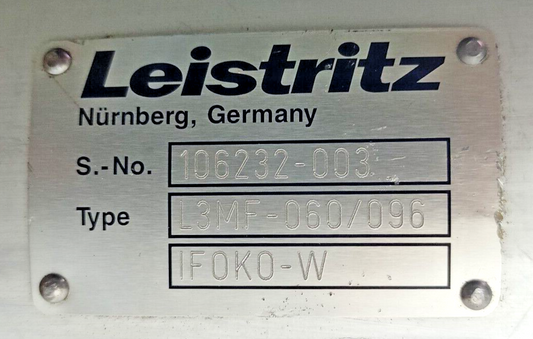 Leistritz
Nürnberg, Germany
S.-No. 106232-003
Type L3MF-060/096
IFOKO-W